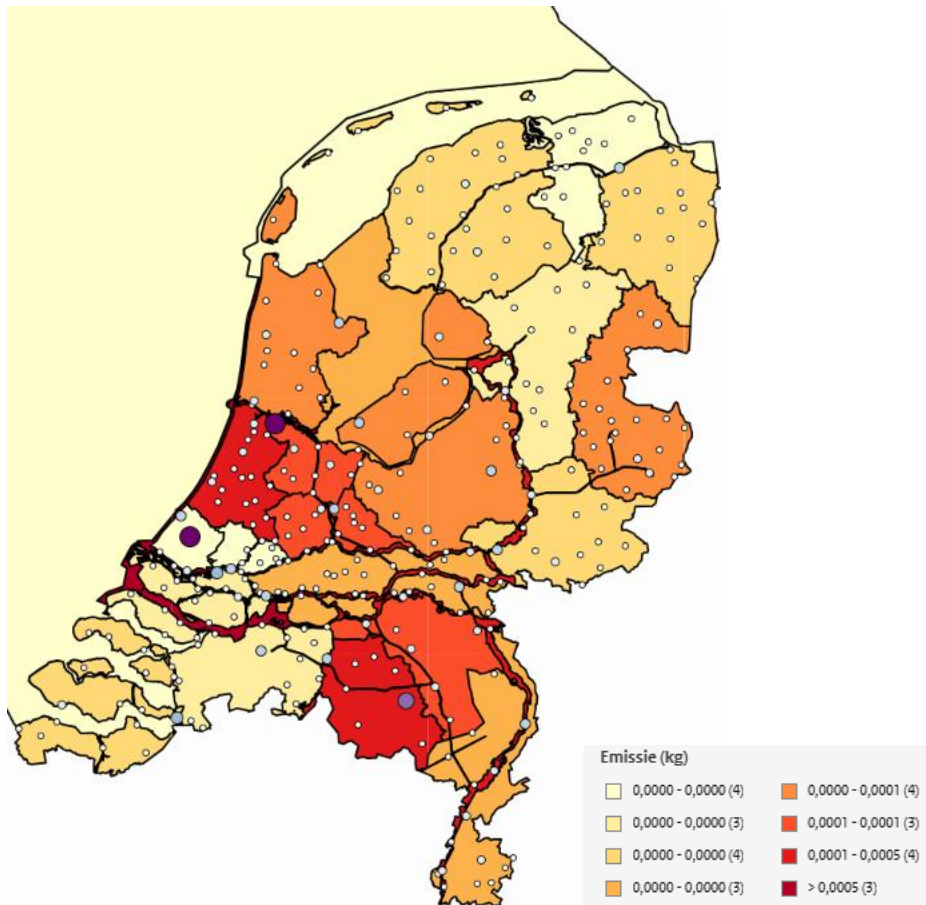 Emissie (kg)
0,0000 - 0,0000 (4)
0,0000 - 0,0000 (3)
0,0000 - 0,0000 (4)
0,0000 - 0,0000 (3)
0,0000 - 0,0001 (4)
0,0001 - 0,0001 (3)
0,0001 - 0,0005 (4)
> 0,0005 (3)